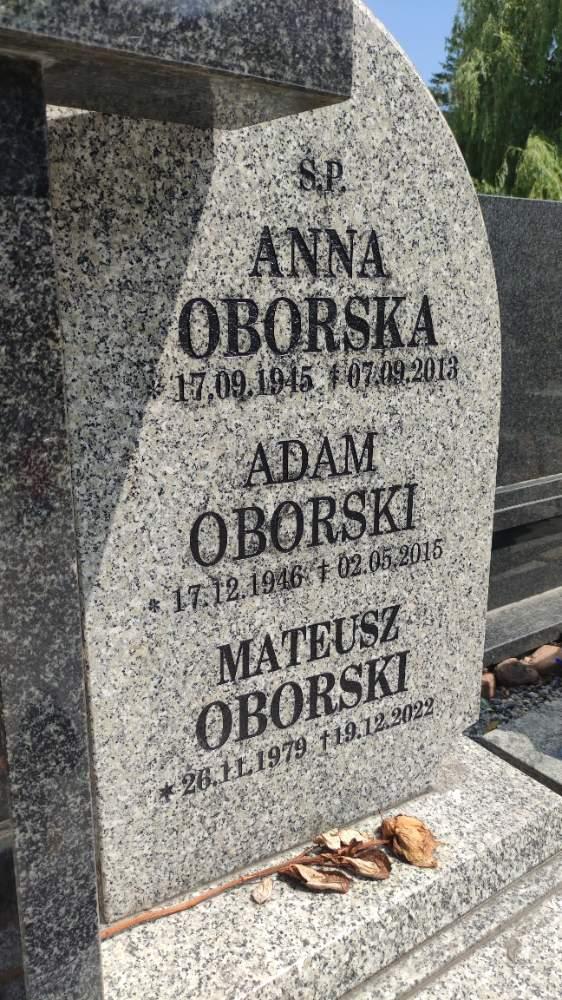 Ś.P.
ANNA
OBORSKA
* 17.09.1945 † 07.09.2013
ADAM
OBORSKI
* 17.12.1946 † 02.05.2015
MATEUSZ
OBORSKI
* 26.11.1979 † 19.12.2022